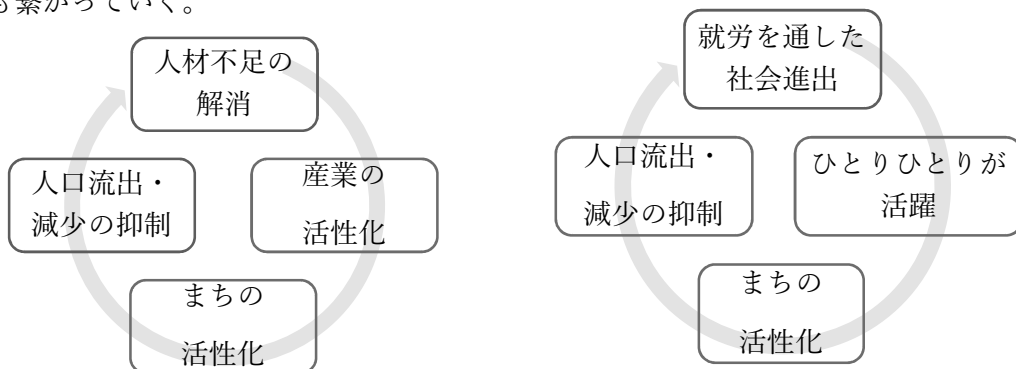 も繋がっていく。
人材不足の
解消
産業の
活性化
まちの
活性化
人口流出・
減少の抑制
就労を通した
社会進出
ひとりひとりが
活躍
まちの
活性化
人口流出・
減少の抑制